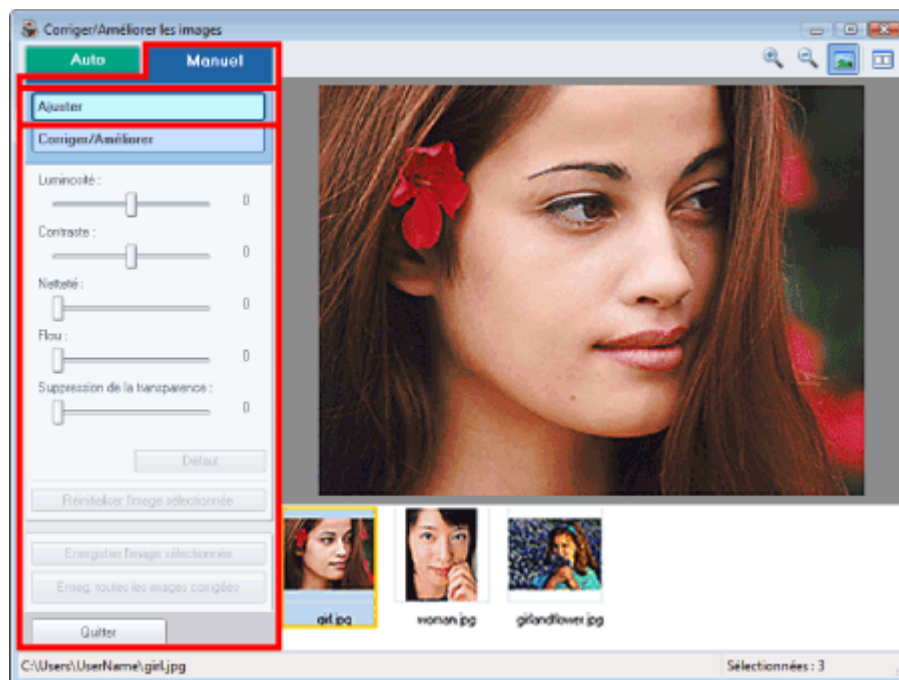 Corriger/Améliorer les images
Auto
Manuel
Ajuster
Corriger/Améliorer
Luminosité :
0
Contraste :
0
Netteté :
0
Flou :
0
Suppression de la transparence :
0
Défaut
Réinitialiser l'image sélectionnée
Enregistrer l'image sélectionnée
Enreg. toutes les images corrigées
Quitter
girl.jpg
woman.jpg
girlandflower.jpg
C:\Users\UserName\girl.jpg
Sélectionnées : 3